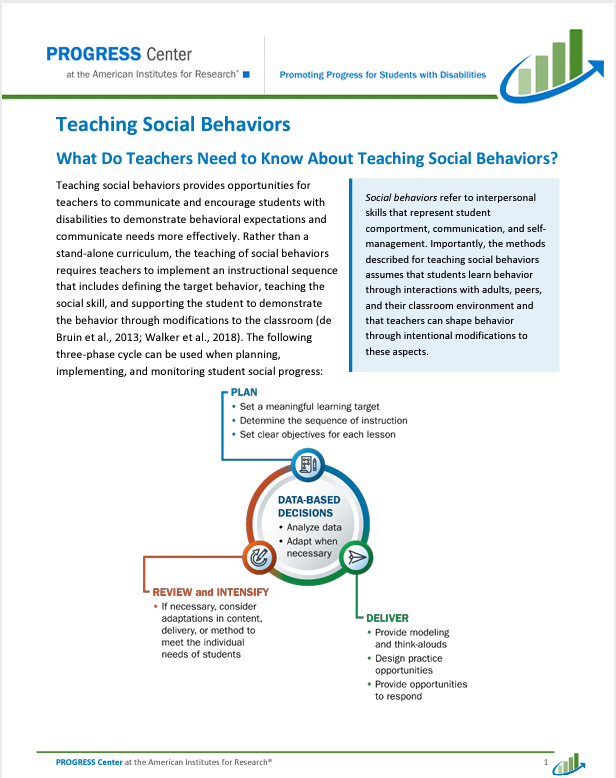 PROGRESS Center
at the American Institutes for Research®
Promoting Progress for Students with Disabilities
Teaching Social Behaviors
What Do Teachers Need to Know About Teaching Social Behaviors?
Teaching social behaviors provides opportunities for
teachers to communicate and encourage students with
disabilities to demonstrate behavioral expectations and
communicate needs more effectively. Rather than a
stand-alone curriculum, the teaching of social behaviors
requires teachers to implement an instructional sequence
that includes defining the target behavior, teaching the
social skill, and supporting the student to demonstrate
the behavior through modifications to the classroom (de
Bruin et al., 2013; Walker et al., 2018). The following
three-phase cycle can be used when planning,
implementing, and monitoring student social progress:
Social behaviors refer to interpersonal
skills that represent student
comportment, communication, and self-
management. Importantly, the methods
described for teaching social behaviors
assumes that students learn behavior
through interactions with adults, peers,
and their classroom environment and
that teachers can shape behavior
through intentional modifications to
these aspects.
PLAN
• Set a meaningful learning target
• Determine the sequence of instruction
• Set clear objectives for each lesson
DATA-BASED
DECISIONS
• Analyze data
• Adapt when
necessary
REVIEW and INTENSIFY
• If necessary, consider
adaptations in content,
delivery, or method to
meet the individual
needs of students
DELIVER
• Provide modeling
and think-alouds
• Design practice
opportunities
• Provide opportunities
to respond
PROGRESS Center at the American Institutes for Research®
1